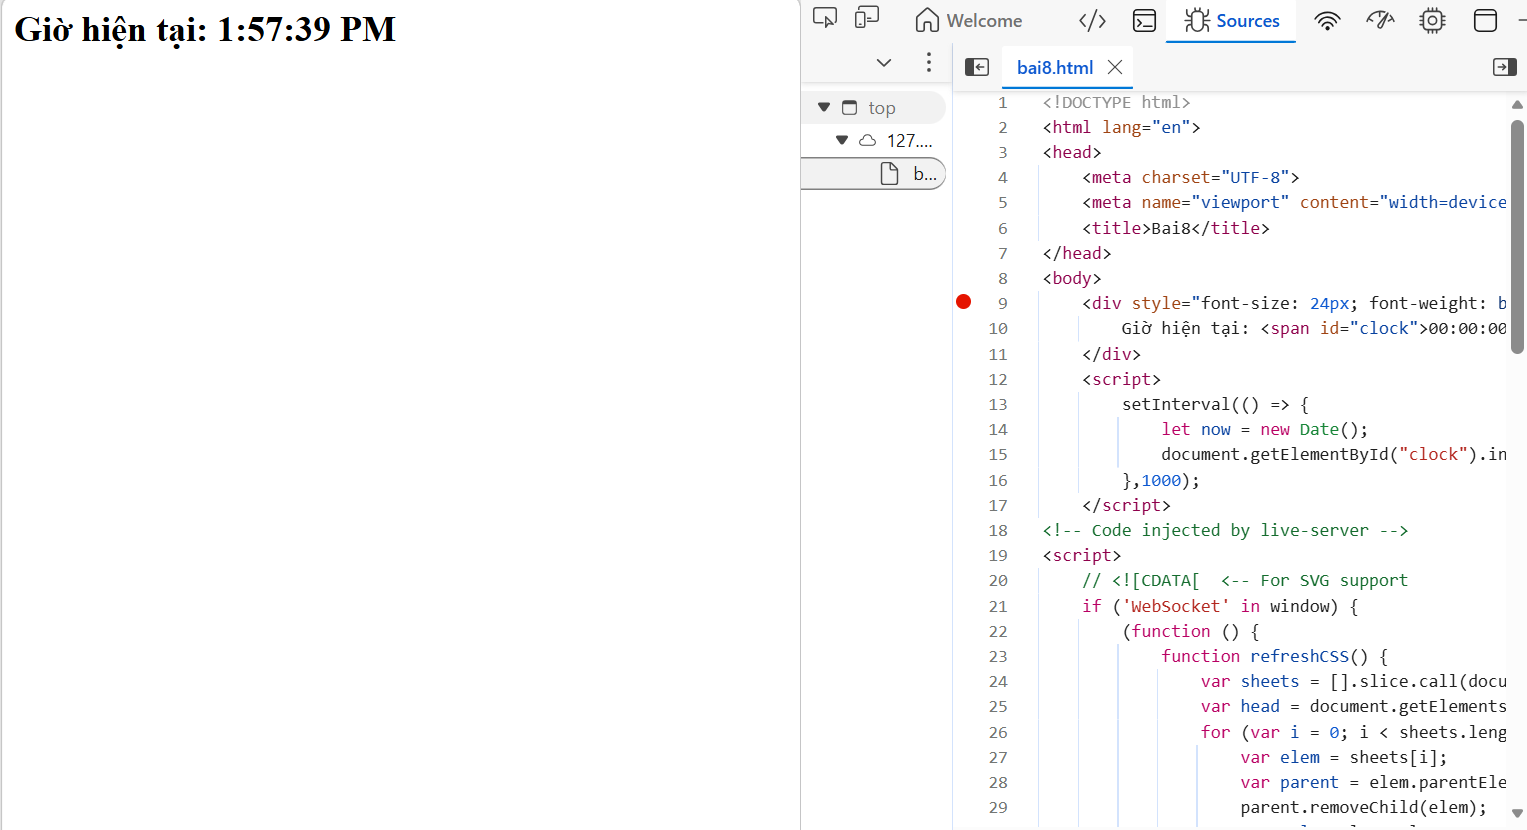 Giờ hiện tại: 1:57:39 PM
Welcome
Sources
bai8.html
top
127....
b...
1 <!DOCTYPE html>
2 <html lang="en">
3 <head>
4 <meta charset="UTF-8">
5 <meta name="viewport" content="width=device
6 <title>Bai8</title>
7 </head>
8 <body>
9 <div style="font-size: 24px; font-weight: b
10 Giờ hiện tại: <span id="clock">00:00:00
11 </div>
12 <script>
13 setInterval(() => {
14 let now = new Date();
15 document.getElementById("clock").in
16 },1000);
17 </script>
18 <!-- Code injected by live-server -->
19 <script>
20 // <![CDATA[  <-- For SVG support
21 if ('WebSocket' in window) {
22 (function () {
23 function refreshCSS() {
24 var sheets = [].slice.call(docu
25 var head = document.getElements
26 for (var i = 0; i < sheets.leng
27 var elem = sheets[i];
28 var parent = elem.parentEle
29 parent.removeChild(elem);